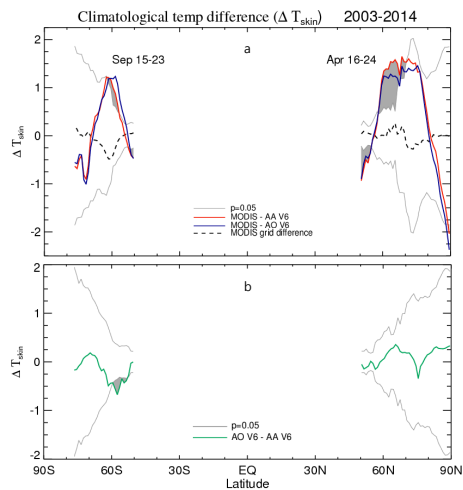 Climatological temp difference (Δ Tskin) 2003-2014
a
Sep 15-23
Apr 16-24
2
1
0
-1
-2
Δ Tskin
p=0.05
MODIS - AA V6
MODIS - AO V6
MODIS grid difference
b
2
1
0
-1
-2
Δ Tskin
p=0.05
AO V6 - AA V6
90S 60S 30S EQ 30N 60N 90N
Latitude